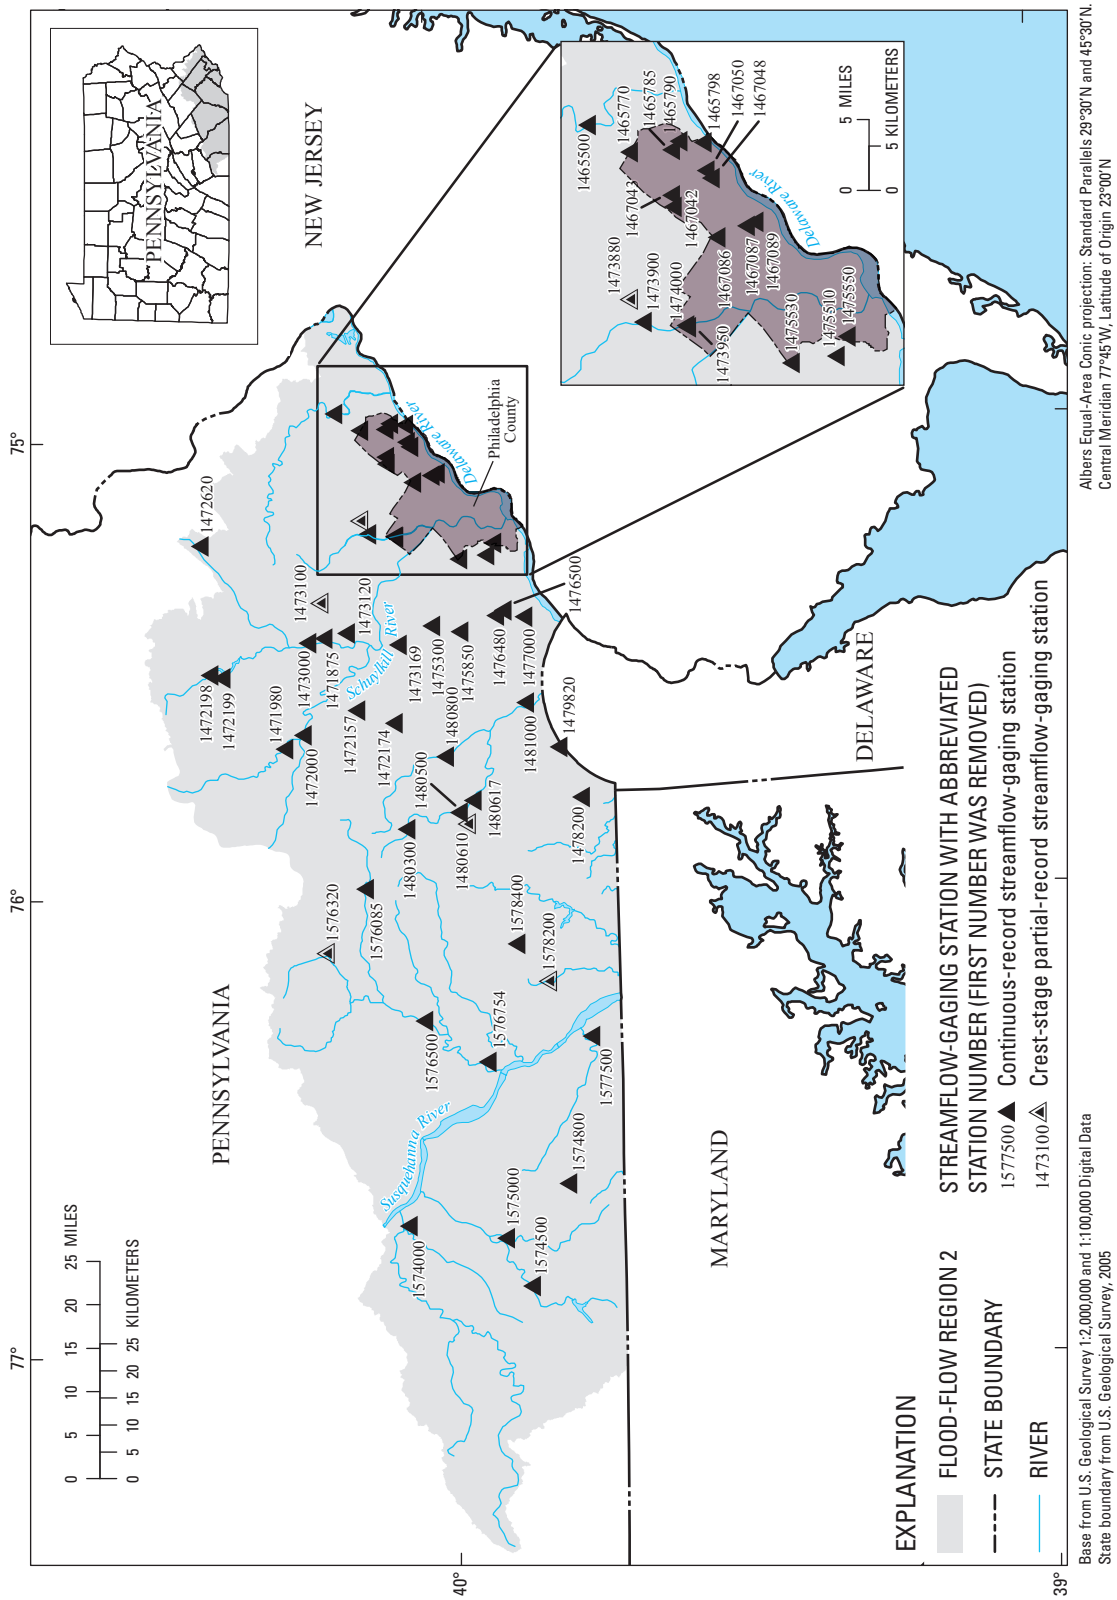 77°
76°
75°
40°
39°
0 5 10 15 20 25 MILES
0 5 10 15 20 25 KILOMETERS
PENNSYLVANIA
NEW JERSEY
PENNSYLVANIA
MARYLAND
DELAWARE
Susquehanna River
Schuylkill River
Delaware River
Philadelphia
County
1472620
1472198
1472199
1471980
1472000
1473100
1473000
1471875
1473120
1472157
1472174
1473169
1475300
1475850
1476480
1476500
1477000
1480800
1480500
1481000
1479820
1480617
1480610
1480300
1478200
1576320
1576085
1578400
1578200
1576500
1576754
1577500
1574000
1575000
1574800
1574500
1465500
1465770
1465785
1465790
1465798
1467050
1467048
1467043
1467042
1473880
1473900
1474000
1473950
1467086
1467087
1467089
1475530
1475510
1475550
Delaware River
0 5 MILES
0 5 KILOMETERS
EXPLANATION
FLOOD-FLOW REGION 2
STATE BOUNDARY
RIVER
STREAMFLOW-GAGING STATION WITH ABBREVIATED
STATION NUMBER (FIRST NUMBER WAS REMOVED)
1577500 Continuous-record streamflow-gaging station
1473100 Crest-stage partial-record streamflow-gaging station
Base from U.S. Geological Survey 1:2,000,000 and 1:100,000 Digital Data
State boundary from U.S. Geological Survey, 2005
Albers Equal-Area Conic projection: Standard Parallels 29°30'N and 45°30'N.
Central Meridian 77°45'W, Latitude of Origin 23°00'N